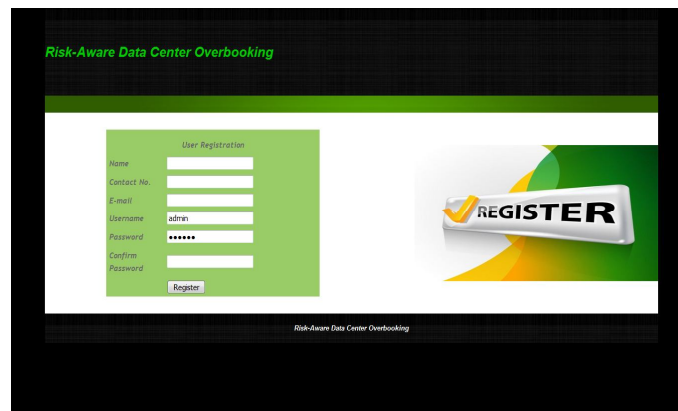 Risk-Aware Data Center Overbooking
User Registration
Name
Contact No.
E-mail
Username admin
Password ••••••
Confirm
Password
Register
REGISTER
Risk-Aware Data Center Overbooking